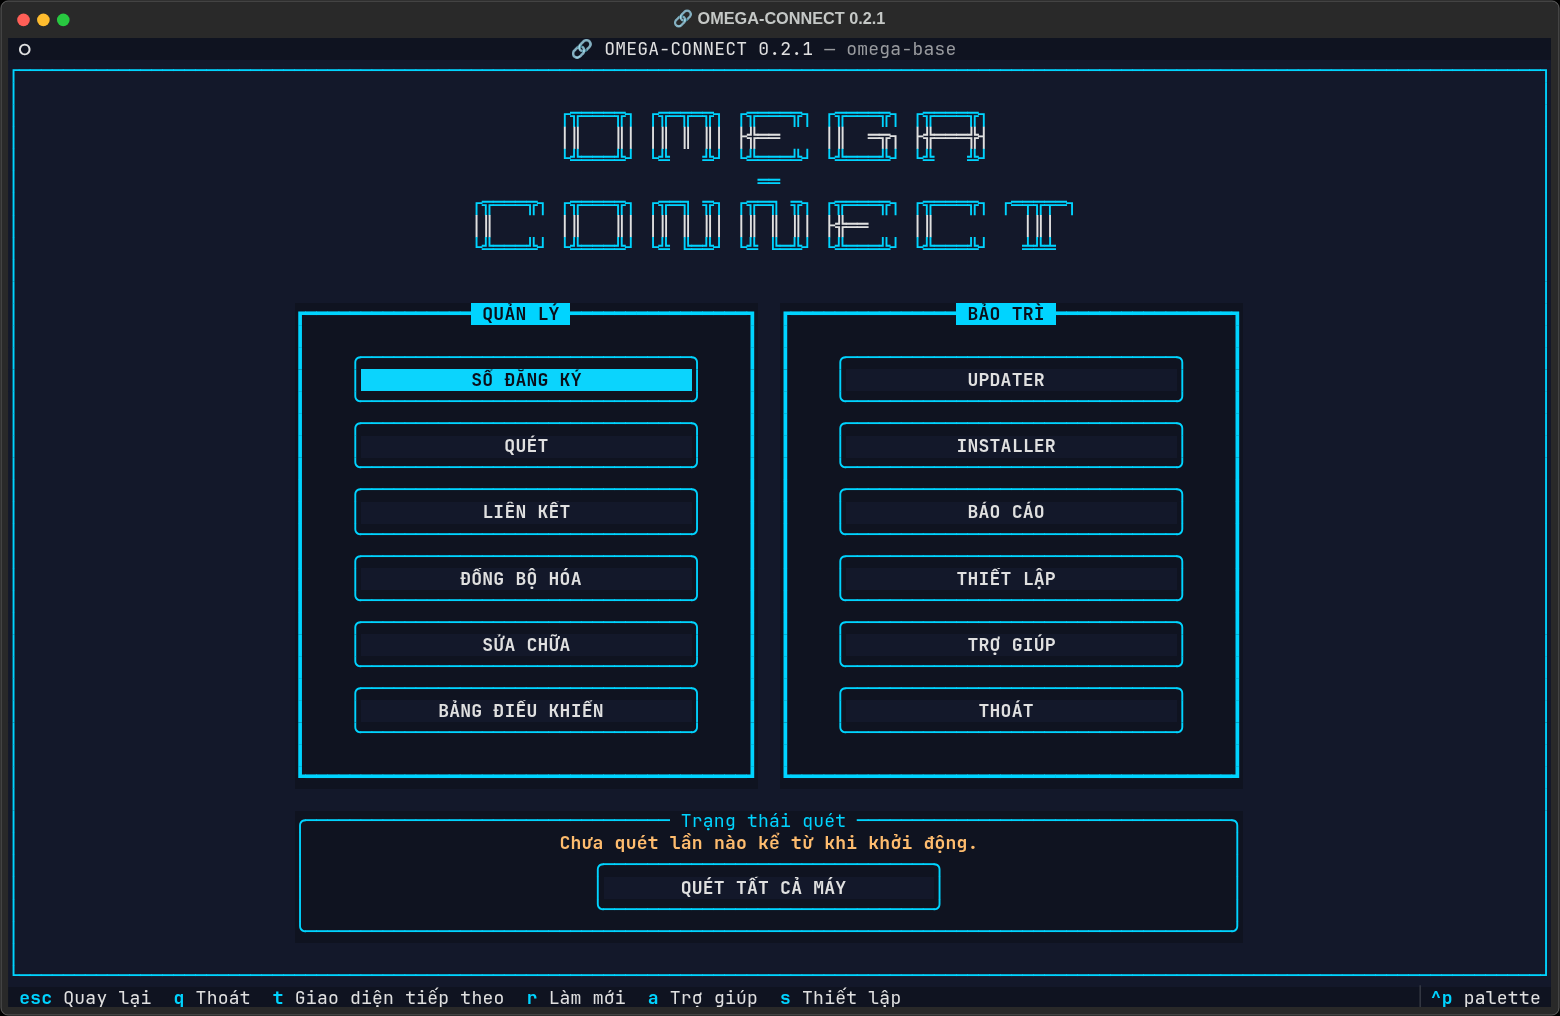 🔗 OMEGA-CONNECT 0.2.1
🔗 OMEGA-CONNECT 0.2.1 — omega-base
OMEGA
-
CONNECT
QUẢN LÝ
SỔ ĐĂNG KÝ
QUÉT
LIÊN KẾT
ĐỒNG BỘ HÓA
SỬA CHỮA
BẢNG ĐIỀU KHIỂN
BẢO TRÌ
UPDATER
INSTALLER
BÁO CÁO
THIẾT LẬP
TRỢ GIÚP
THOÁT
Trạng thái quét
Chưa quét lần nào kể từ khi khởi động.
QUÉT TẤT CẢ MÁY
esc Quay lại q Thoát t Giao diện tiếp theo r Làm mới a Trợ giúp s Thiết lập ^p palette